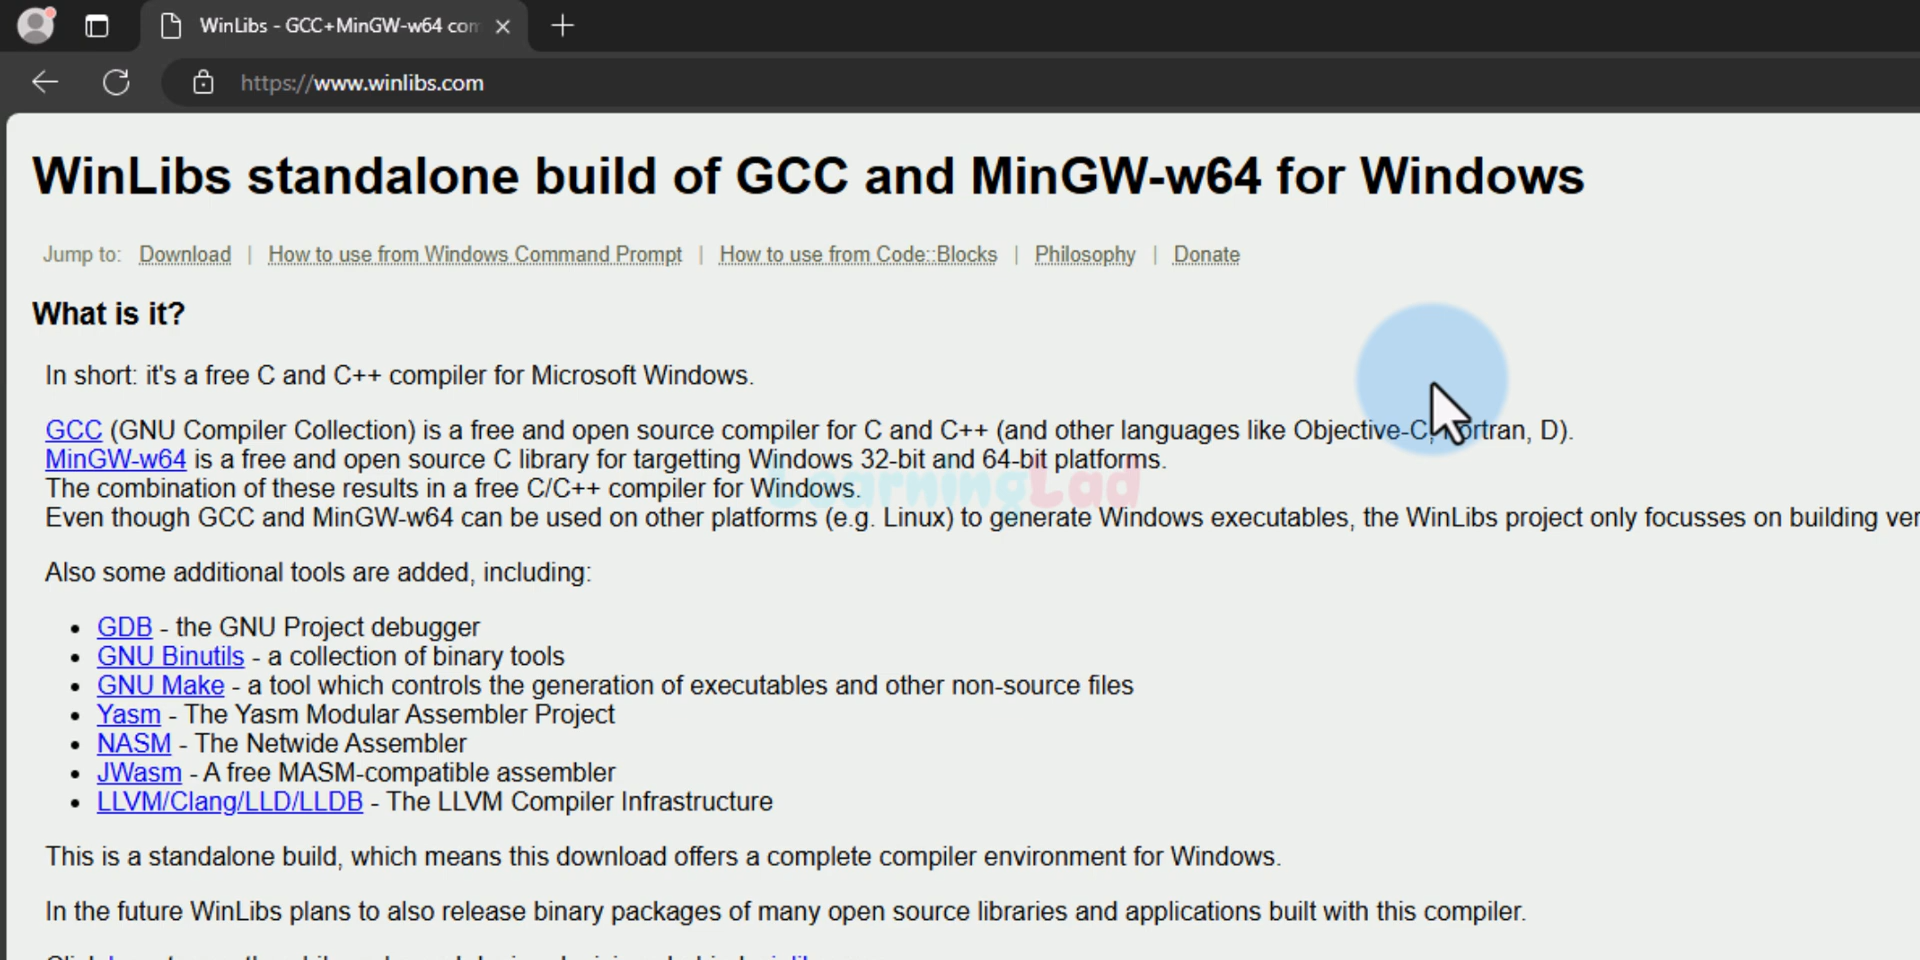 WinLibs - GCC+MinGW-w64 com
https://www.winlibs.com
WinLibs standalone build of GCC and MinGW-w64 for Windows
Jump to: Download | How to use from Windows Command Prompt | How to use from Code::Blocks | Philosophy | Donate
What is it?
In short: it's a free C and C++ compiler for Microsoft Windows.
GCC (GNU Compiler Collection) is a free and open source compiler for C and C++ (and other languages like Objective-C, Fortran, D).
MinGW-w64 is a free and open source C library for targetting Windows 32-bit and 64-bit platforms.
LearningLad
The combination of these results in a free C/C++ compiler for Windows.
Even though GCC and MinGW-w64 can be used on other platforms (e.g. Linux) to generate Windows executables, the WinLibs project only focusses on building ver
Also some additional tools are added, including:
• GDB - the GNU Project debugger
• GNU Binutils - a collection of binary tools
• GNU Make - a tool which controls the generation of executables and other non-source files
• Yasm - The Yasm Modular Assembler Project
• NASM - The Netwide Assembler
• JWasm - A free MASM-compatible assembler
• LLVM/Clang/LLD/LLDB - The LLVM Compiler Infrastructure
This is a standalone build, which means this download offers a complete compiler environment for Windows.
In the future WinLibs plans to also release binary packages of many open source libraries and applications built with this compiler.